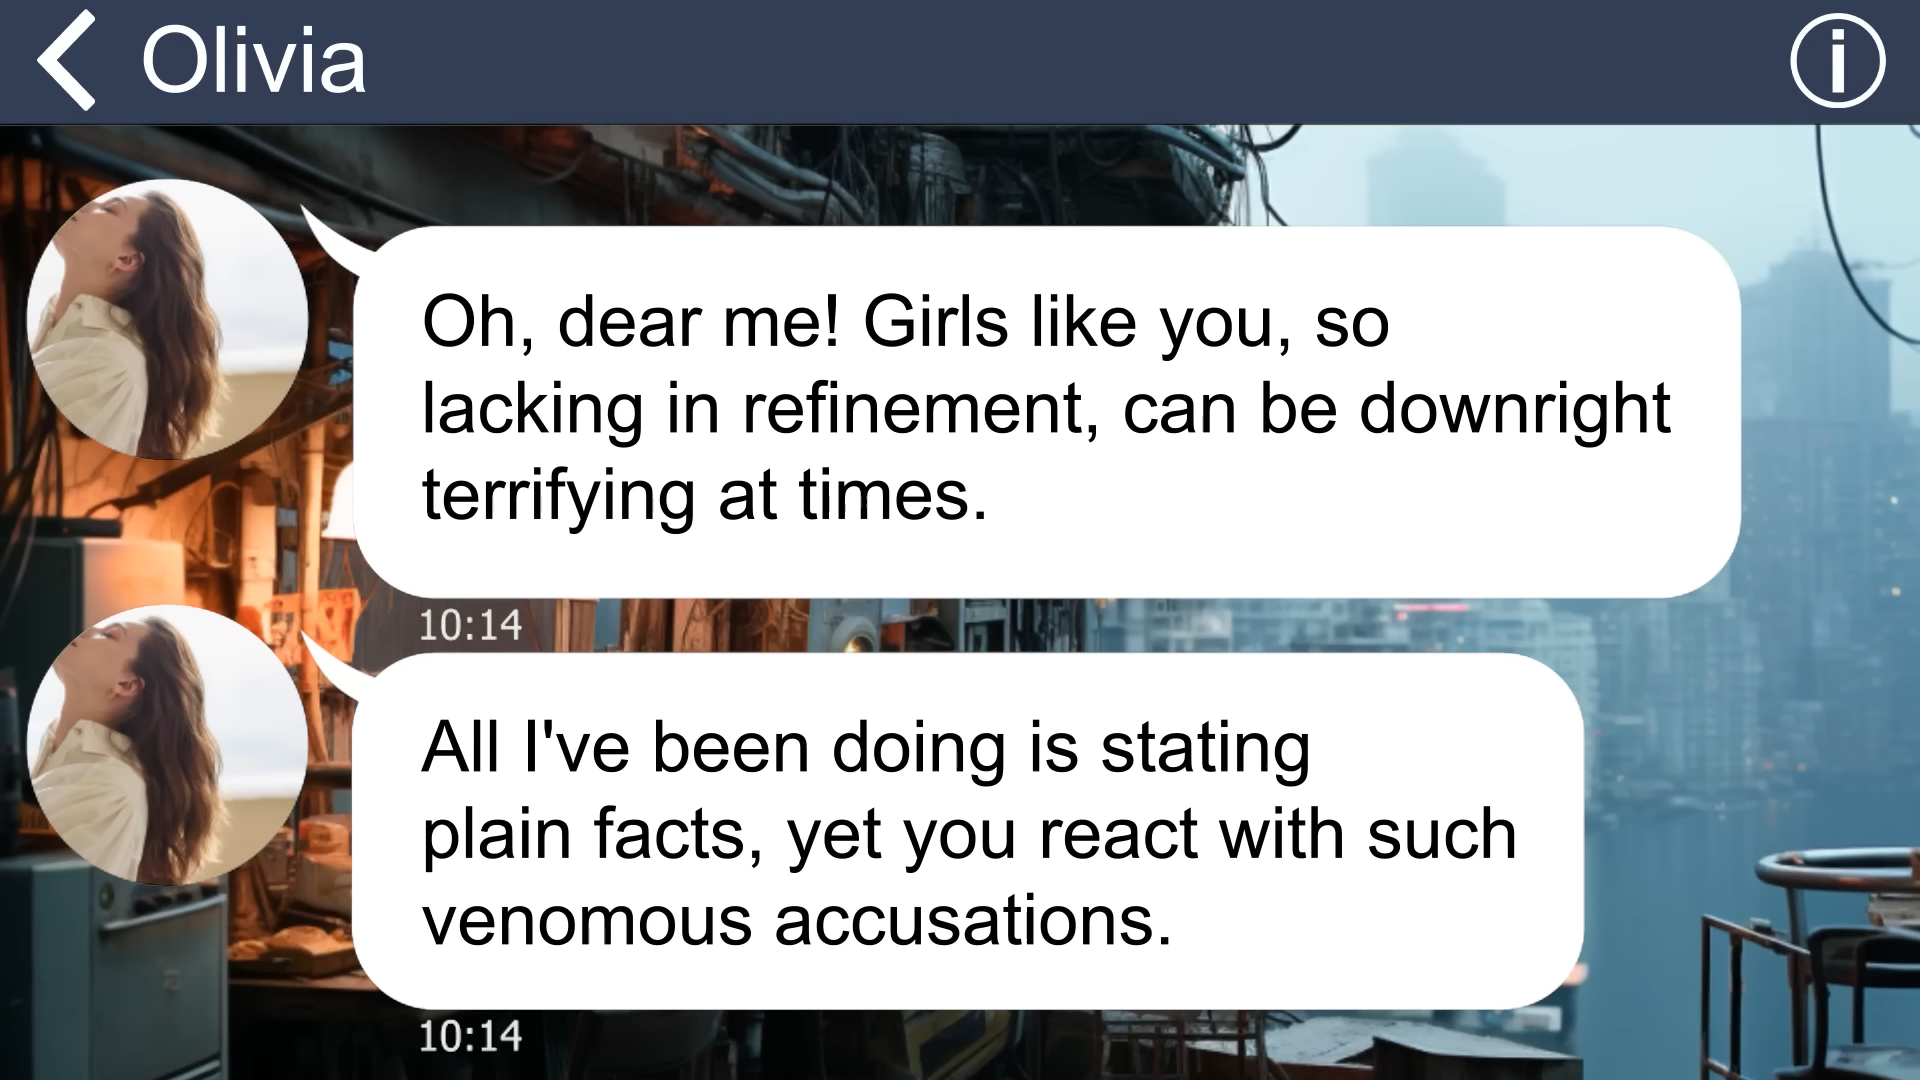 Olivia
Oh, dear me! Girls like you, so
lacking in refinement, can be downright
terrifying at times.
10:14
All I've been doing is stating
plain facts, yet you react with such
venomous accusations.
10:14